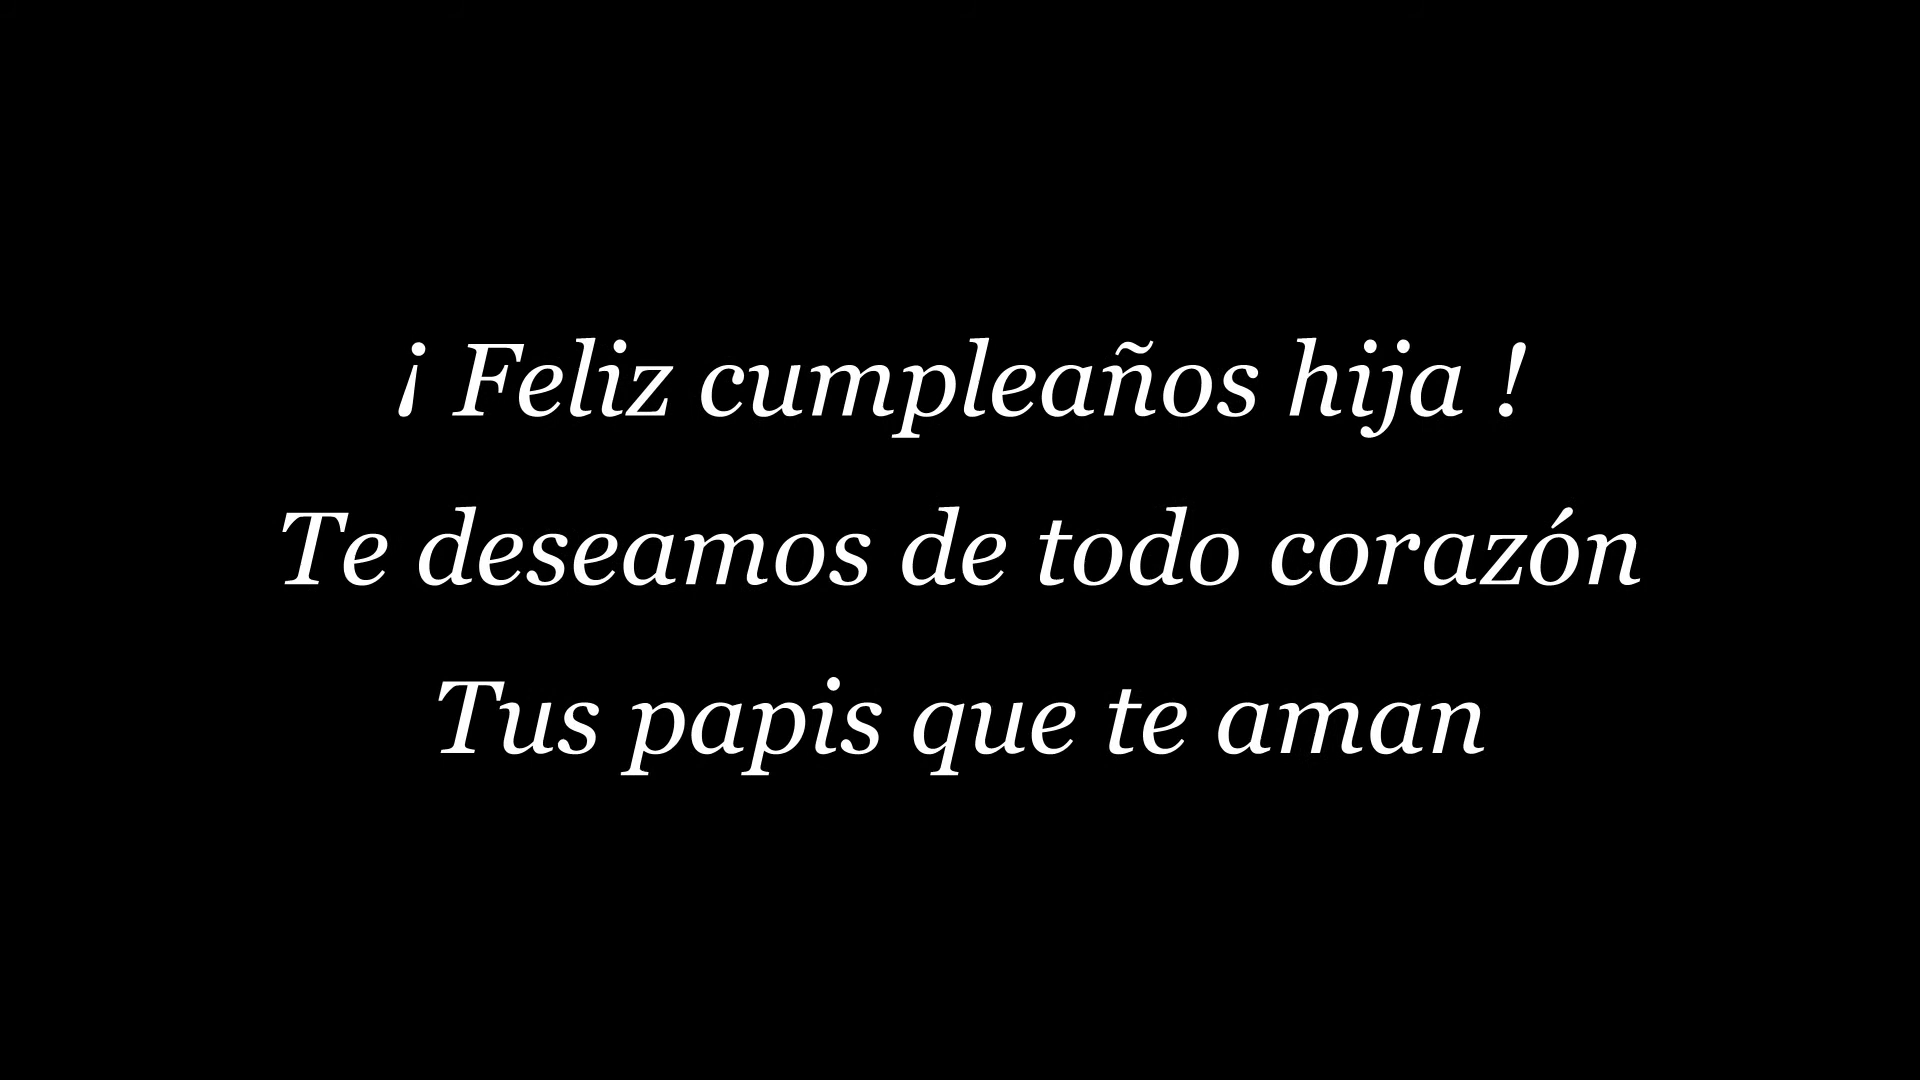 ¡ Feliz cumpleaños hija !
Te deseamos de todo corazón
Tus papis que te aman